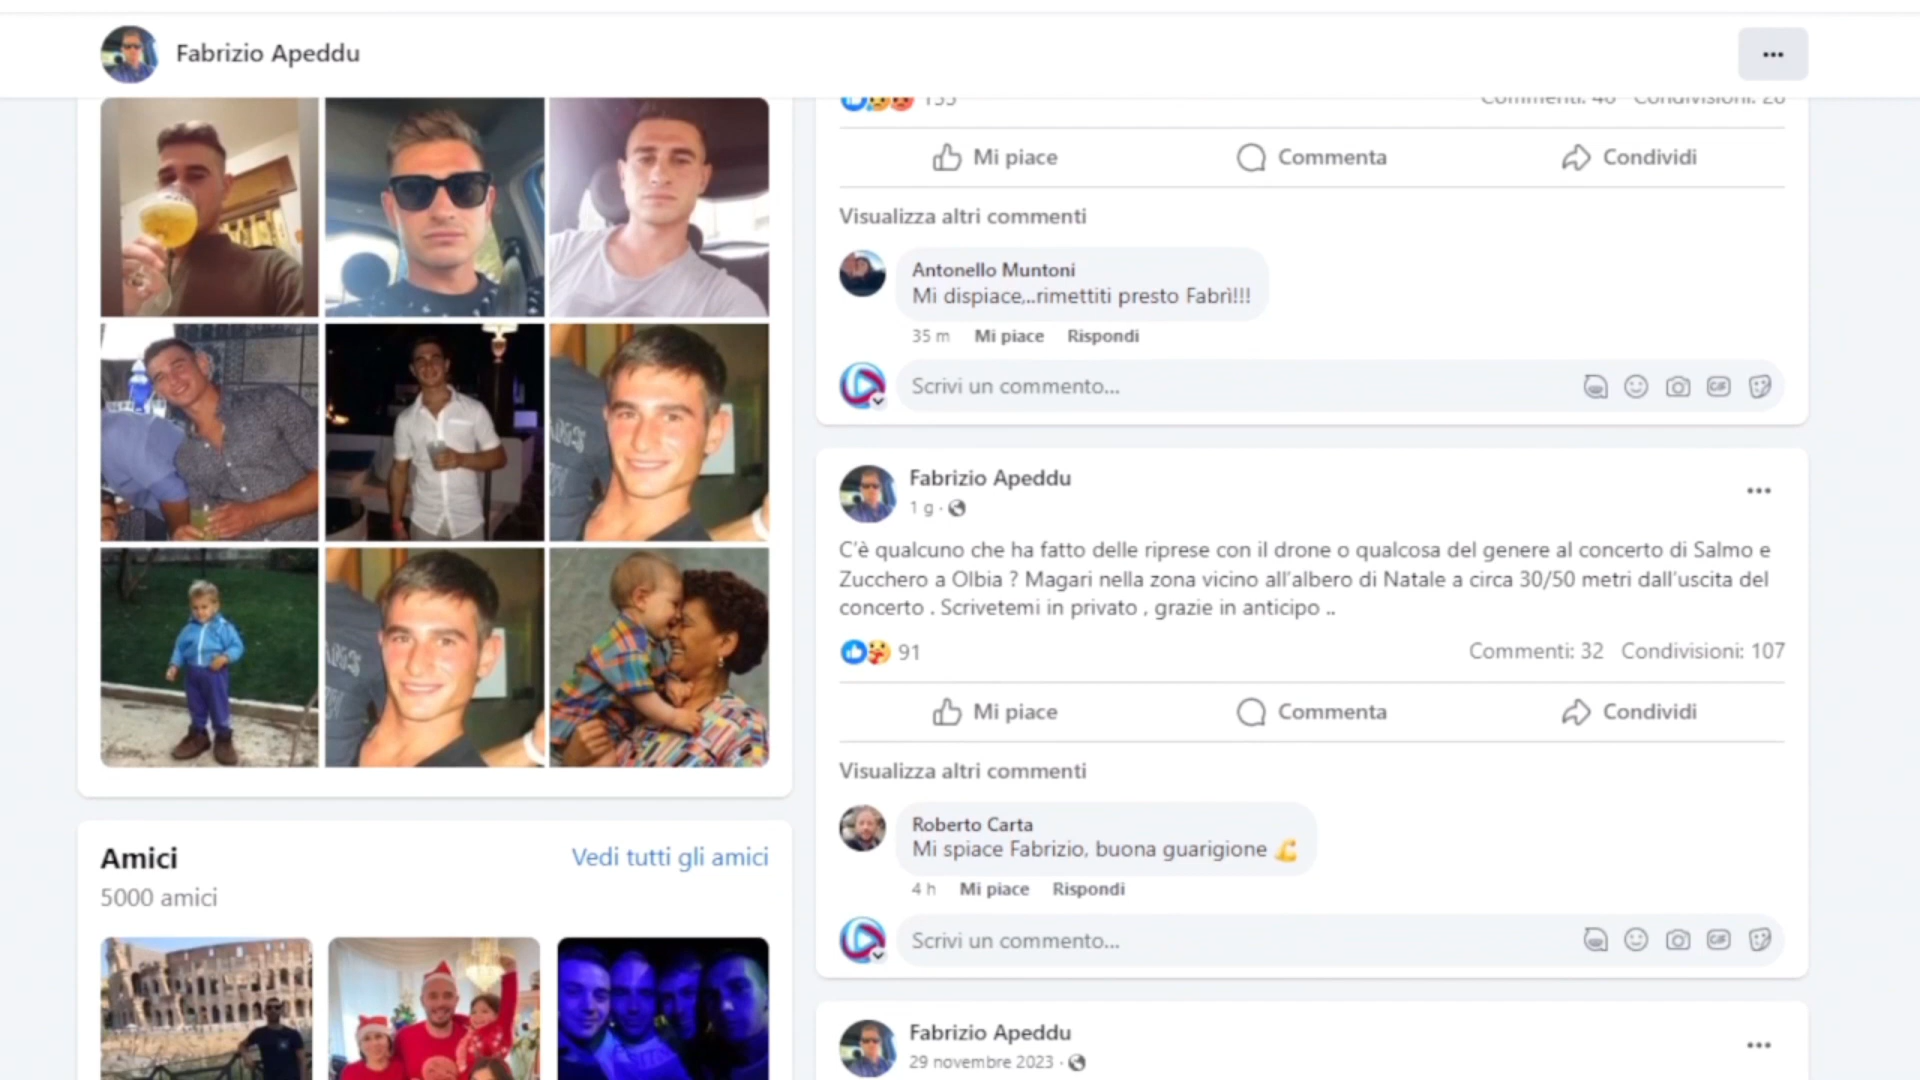 Fabrizio Apeddu
Commenti: 46 Condivisioni: 26
Mi piace Commenta Condividi
Visualizza altri commenti
Antonello Muntoni
Mi dispiace,..rimettiti presto Fabrì!!!
35 m Mi piace Rispondi
Scrivi un commento...
Fabrizio Apeddu
1 g ·
C'è qualcuno che ha fatto delle riprese con il drone o qualcosa del genere al concerto di Salmo e
Zucchero a Olbia ? Magari nella zona vicino all'albero di Natale a circa 30/50 metri dall'uscita del
concerto . Scrivetemi in privato , grazie in anticipo ..
91 Commenti: 32 Condivisioni: 107
Mi piace Commenta Condividi
Visualizza altri commenti
Roberto Carta
Mi spiace Fabrizio, buona guarigione 💪
4 h Mi piace Rispondi
Scrivi un commento...
Fabrizio Apeddu
29 novembre 2023 ·
Amici Vedi tutti gli amici
5000 amici